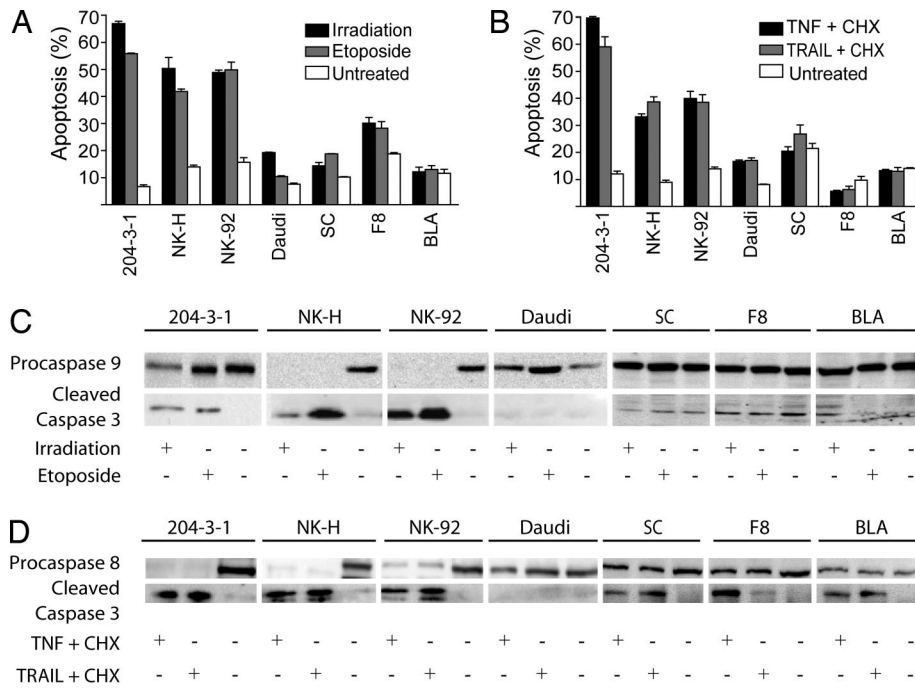 A
Apoptosis (%)
70
60
50
40
30
20
10
Irradiation
Etoposide
Untreated
204-3-1
NK-H
NK-92
Daudi
SC
F8
BLA
B
Apoptosis (%)
70
60
50
40
30
20
10
TNF + CHX
TRAIL + CHX
Untreated
204-3-1
NK-H
NK-92
Daudi
SC
F8
BLA
C
204-3-1 NK-H NK-92 Daudi SC F8 BLA
Procaspase 9
Cleaved
Caspase 3
Irradiation + - - + - - + - - + - - + - - + - - + - -
Etoposide - + - - + - - + - - + - - + - - + - - + -
D
204-3-1 NK-H NK-92 Daudi SC F8 BLA
Procaspase 8
Cleaved
Caspase 3
TNF + CHX + - - + - - + - - + - - + - - + - - + - -
TRAIL + CHX - + - - + - - + - - + - - + - - + - - + -